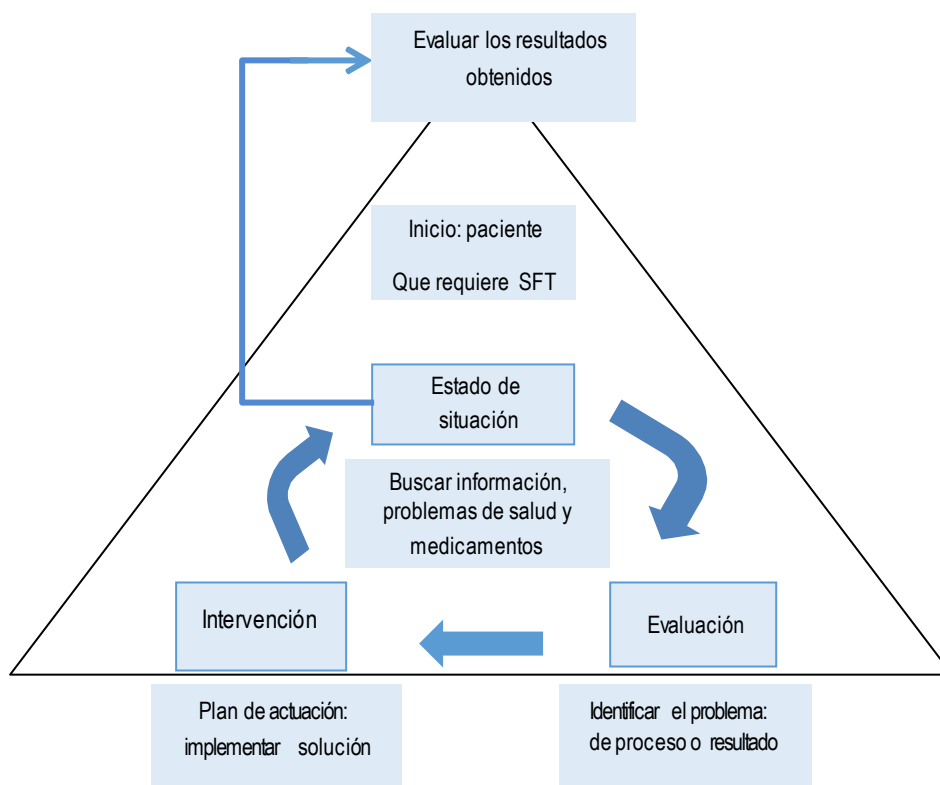 Evaluar los resultados
obtenidos
Inicio: paciente
Que requiere SFT
Estado de
situación
Buscar información,
problemas de salud y
medicamentos
Intervención
Evaluación
Plan de actuación:
implementar solución
Identificar el problema:
de proceso o resultado